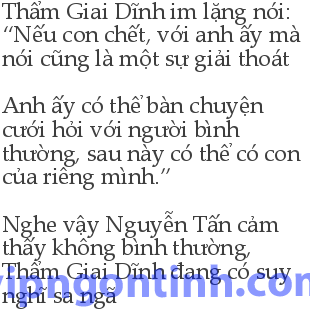 Thẩm Giai Dĩnh im lặng nói:
“Nếu con chết, với anh ấy mà
nói cũng là một sự giải thoát

Anh ấy có thể bàn chuyện
cưới hỏi với người bình
thường, sau này có thể có con
của riêng mình.”

Nghe vậy Nguyễn Tấn cảm
thấy không bình thường,
Thẩm Giai Dĩnh đang có suy
nghĩ sa ngã
vipngontinh.com